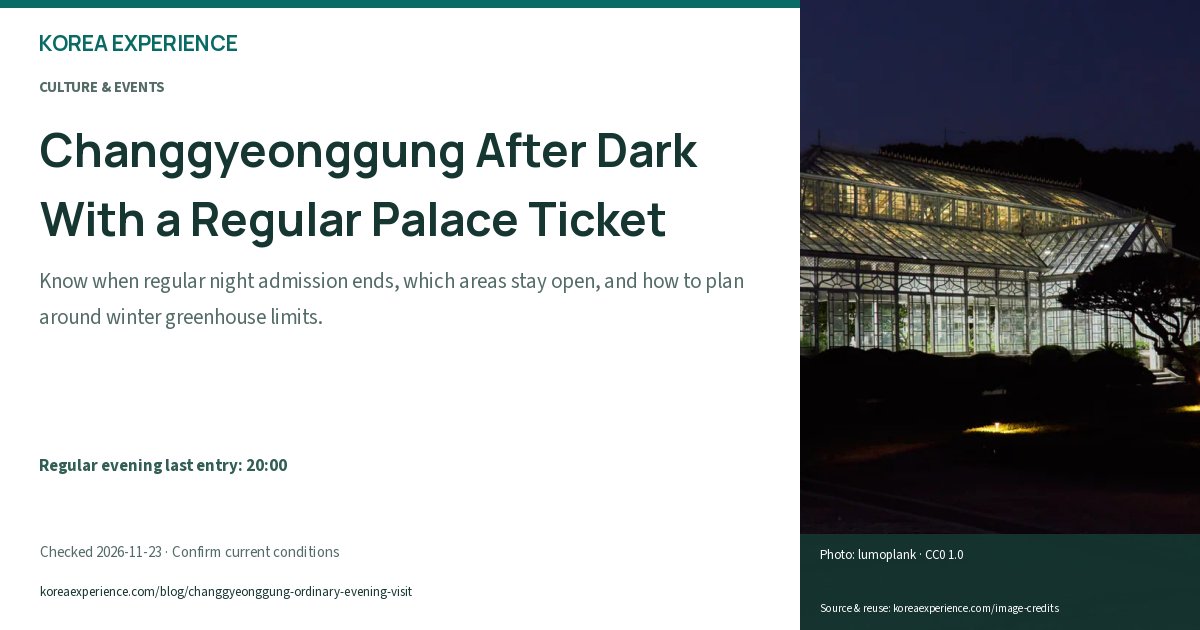 KOREA EXPERIENCE
CULTURE & EVENTS
Changgyeonggung After Dark
With a Regular Palace Ticket
Know when regular night admission ends, which areas stay open, and how to plan
around winter greenhouse limits.
Regular evening last entry: 20:00
Checked 2026-11-23 · Confirm current conditions
koreaexperience.com/blog/changgyeonggung-ordinary-evening-visit
Photo: lumoplank · CC0 1.0
Source & reuse: koreaexperience.com/image-credits